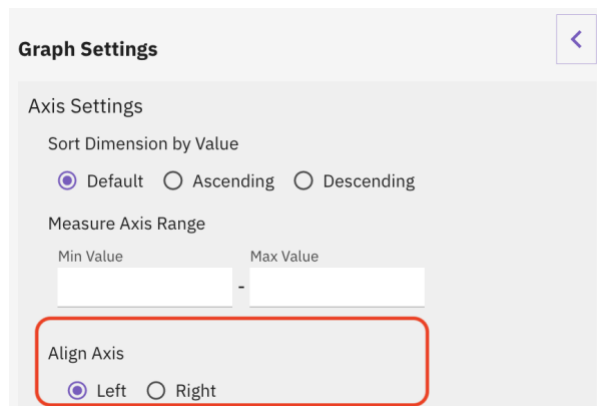 Graph Settings
Axis Settings
Sort Dimension by Value
Default Ascending Descending
Measure Axis Range
Min Value Max Value
-
Align Axis
Left Right